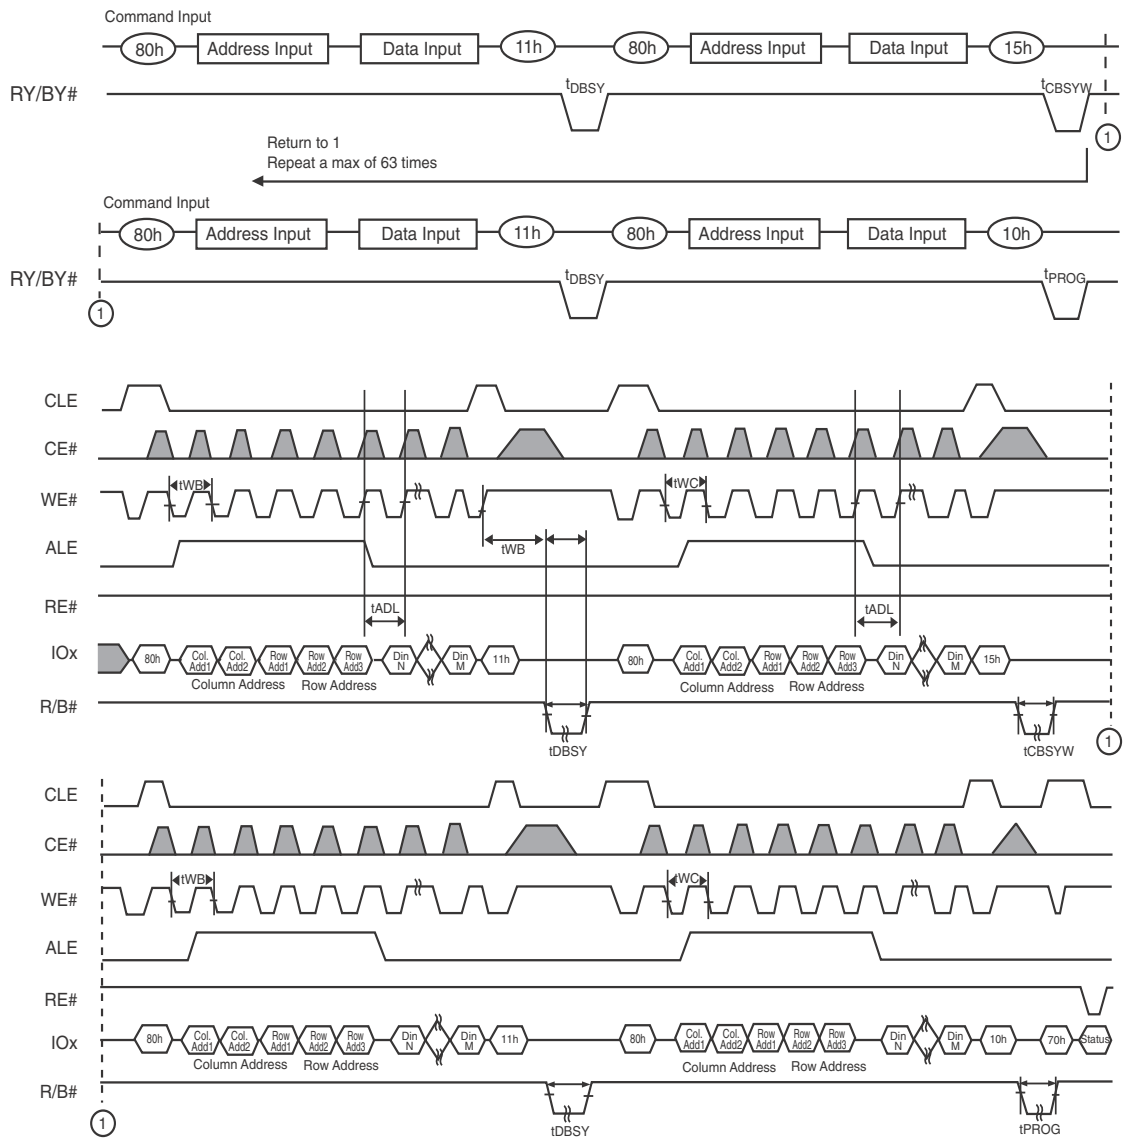 Command Input
80h Address Input Data Input 11h 80h Address Input Data Input 15h
RY/BY# tDBSY tCBSYW
1
Return to 1
Repeat a max of 63 times
Command Input
80h Address Input Data Input 11h 80h Address Input Data Input 10h
RY/BY# tDBSY tPROG
1
CLE
CE#
WE# tWB tWC
ALE tWB
RE#
tADL tADL
IOx 80h Col. Add1 Col. Add2 Row Add1 Row Add2 Row Add3 Din N Din M 11h 80h Col. Add1 Col. Add2 Row Add1 Row Add2 Row Add3 Din N Din M 15h
Column Address Row Address Column Address Row Address
R/B#
tDBSY tCBSYW 1
CLE
CE#
WE# tWB tWC
ALE
RE#
IOx 80h Col. Add1 Col. Add2 Row Add1 Row Add2 Row Add3 Din N Din M 11h 80h Col. Add1 Col. Add2 Row Add1 Row Add2 Row Add3 Din N Din M 10h 70h Status
Column Address Row Address Column Address Row Address
R/B#
1 tDBSY tPROG